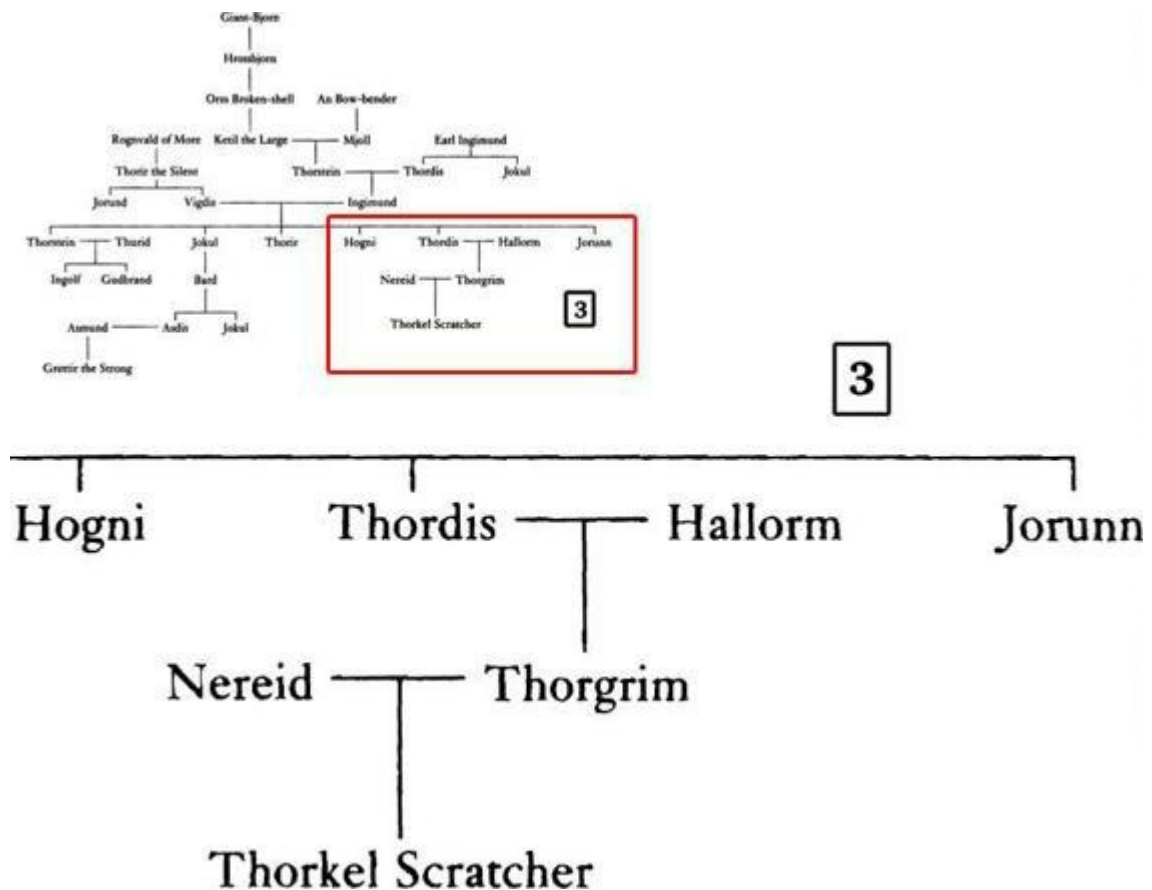 Giant-Bjorn
Hrossbjorn
Orm Broken-shell An Bow-bender
Rognvald of More Ketil the Large Mjoll Earl Ingimund
Thorir the Silent Thorstein Thordis Jokul
Jorund Vigdis Ingimund
Thorstein Thurid Jokul Thorir Hogni Thordis Hallorm Jorunn
Ingolf Gudbrand Bard Nereid Thorgrim
3
Asmund Asdis Jokul Thorkel Scratcher
Grettir the Strong
3
Hogni Thordis Hallorm Jorunn
Nereid Thorgrim
Thorkel Scratcher